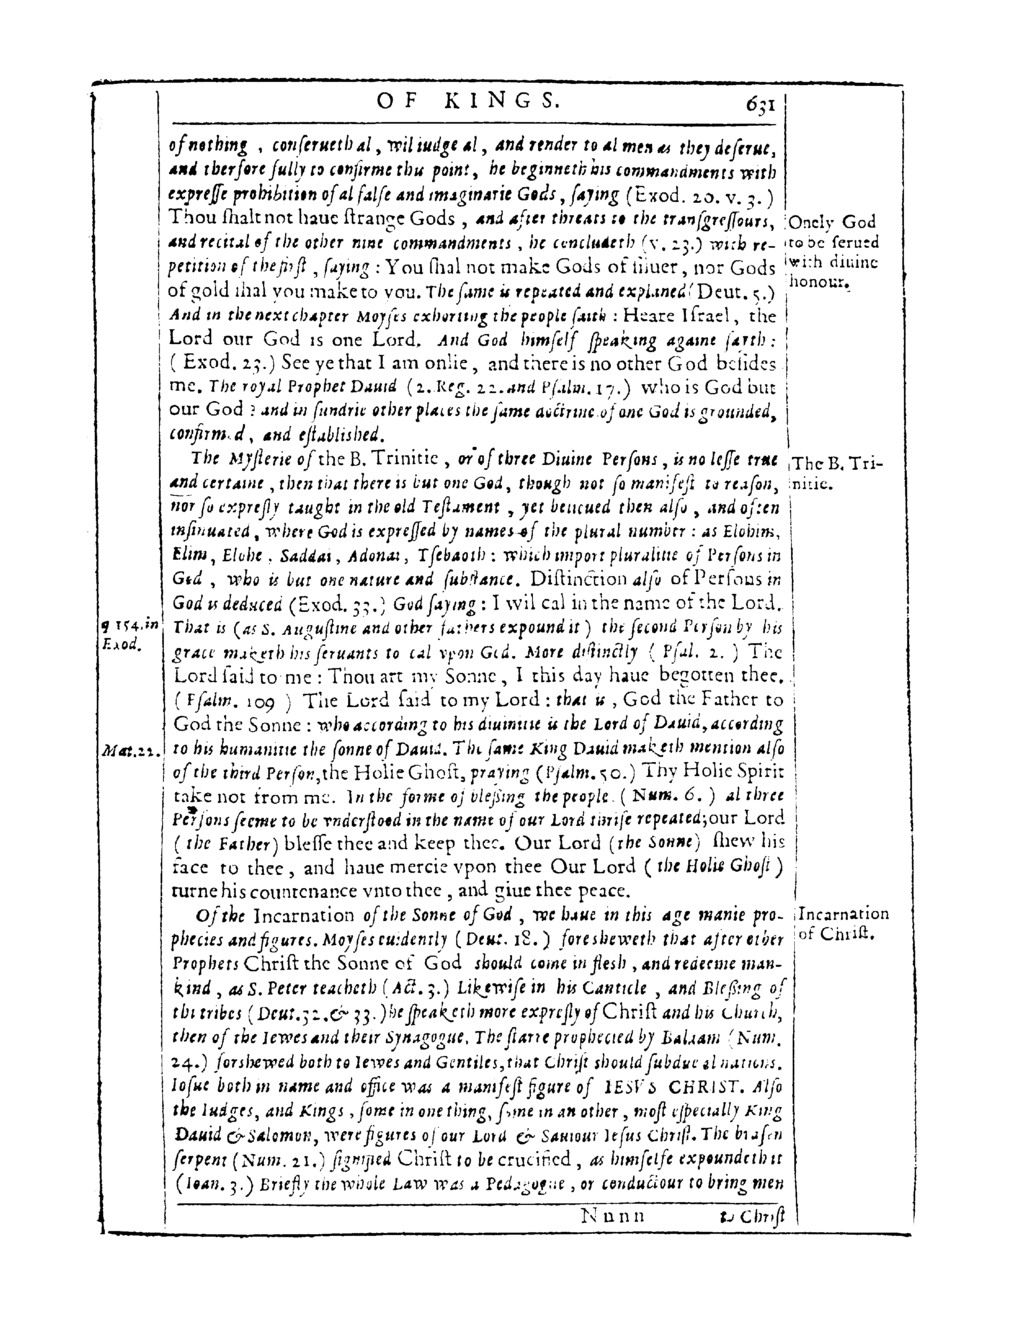 OF KINGS. 631
of nothing , conſerueth al, wil iudge al , and render to al men as they deſerue,
and therfore fully to confirme this point, he beginneth his commandments with
expreſſe prohibition of al falſe and imaginarie Gods, ſaying (Exod. 20. v. 3.)
Thou ſhalt not haue ſtrange Gods , and after threats to the tranſgreſſours,
and recital of the other nine commandments , he concludeth (v. 23.) with re-
petition of the firſt , ſaying : You ſhal not make Gods of ſiluer, nor Gods
of gold ſhal you make to you. The ſame is repeated and explaned (Deut. 5.)
Onely God
to be ſerued
with diuine
honour.
And in the next chapter Moyſes exhorting the people ſaith : Heare Iſrael, the
Lord our God is one Lord. And God himſelf ſpeaking againe ſaith :
( Exod. 23.) See ye that I am onlie , and there is no other God beſides
me. The royal Prophet Dauid (2. Reg. 22. and Pſalm. 17.) who is God but
our God ? and in ſundrie other places the ſame doctrine of one God is grounded,
confirmed, and eſtabliſhed.
The Myſterie of the B. Trinitie , or of three Diuine Perſons, is no leſſe true
and certaine , then that there is but one God, though not ſo manifeſt to reaſon,
The B. Tri-
nitie.
nor ſo expreſly taught in the old Teſtament , yet beleeued then alſo , and often
inſinuated, where God is expreſſed by names of the plural number : as Elohim,
Elim, Elohe , Saddai, Adonai, Tſebaoth : which import pluralitie of Perſons in
God , who is but one nature and ſubſtance. Diſtinction alſo of Perſons in
God is deduced (Exod. 33.) God ſaying : I wil cal in the name of the Lord.
¶ 154. in
Exod.
That is (as S. Auguſtine and other fathers expound it) the ſecond Perſon by his
grace maketh his ſeruants to cal vpon God. More diſtinctly ( Pſal. 2. ) The
Lord ſaid to me : Thou art my Sonne, I this day haue begotten thee.
( Pſalm. 109 ) The Lord ſaid to my Lord : that is , God the Father to
God the Sonne : who according to his diuinitie is the Lord of Dauid, according
Mat. 22.
to his humanitie the ſonne of Dauid. The ſame King Dauid maketh mention alſo
of the third Perſon, the Holie Ghoſt, praying (Pſalm. 50.) Thy Holie Spirit
take not from me. In the forme of bleſſing the people. ( Num. 6. ) al three
Perſons ſeeme to be vnderſtood in the name of our Lord thriſe repeated; our Lord
( the Father) bleſſe thee and keep thee. Our Lord (the Sonne) ſhew his
face to thee , and haue mercie vpon thee Our Lord ( the Holie Ghoſt )
turne his countenance vnto thee , and giue thee peace.
Of the Incarnation of the Sonne of God , we haue in this age manie pro-
phecies and figures. Moyſes euidently ( Deut. 18. ) foresheweth that after other
Incarnation
of Chriſt.
Prophets Chriſt the Sonne of God should come in flesh , and redeeme man-
kind , as S. Peter teacheth ( Act. 3.) Likewiſe in his Canticle , and Bleſsing of
the tribes ( Deut. 32. & 33. ) he ſpeaketh more expreſly of Chriſt and his Church,
then of the Iewes and their Synagogue. The ſtarre prophecied by Balaam (Num.
24.) forshewed both to Iewes and Gentiles, that Chriſt should ſubdue al nations.
Ioſue both in name and office was a manifeſt figure of IESVS CHRIST. Alſo
the Iudges, and Kings , ſome in one thing, ſome in an other , moſt eſpecially King
Dauid & Salomon, were figures of our Lord & Sauiour Ieſus Chriſt. The braſen
ſerpent (Num. 21.) ſignified Chriſt to be crucified , as himſelfe expoundeth it
(Ioan. 3.) Briefly the whole Law was a Pedagogue , or conductour to bring men
Nnnn to Chriſt